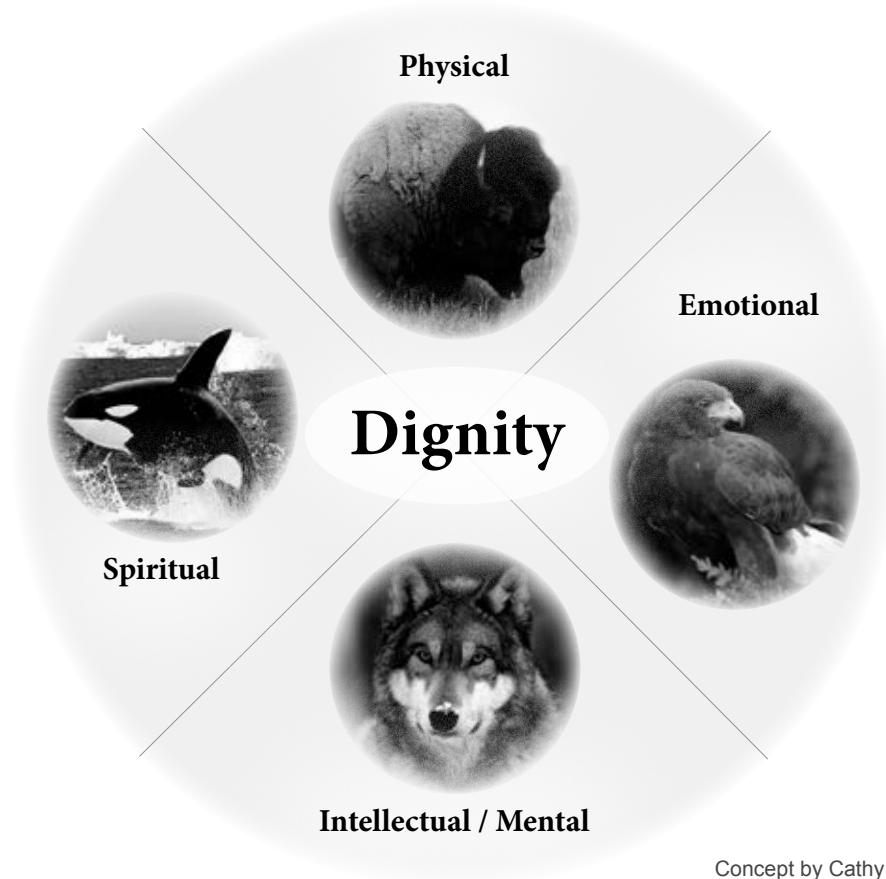 Physical
Emotional
Dignity
Spiritual
Intellectual / Mental
Concept by Cathy